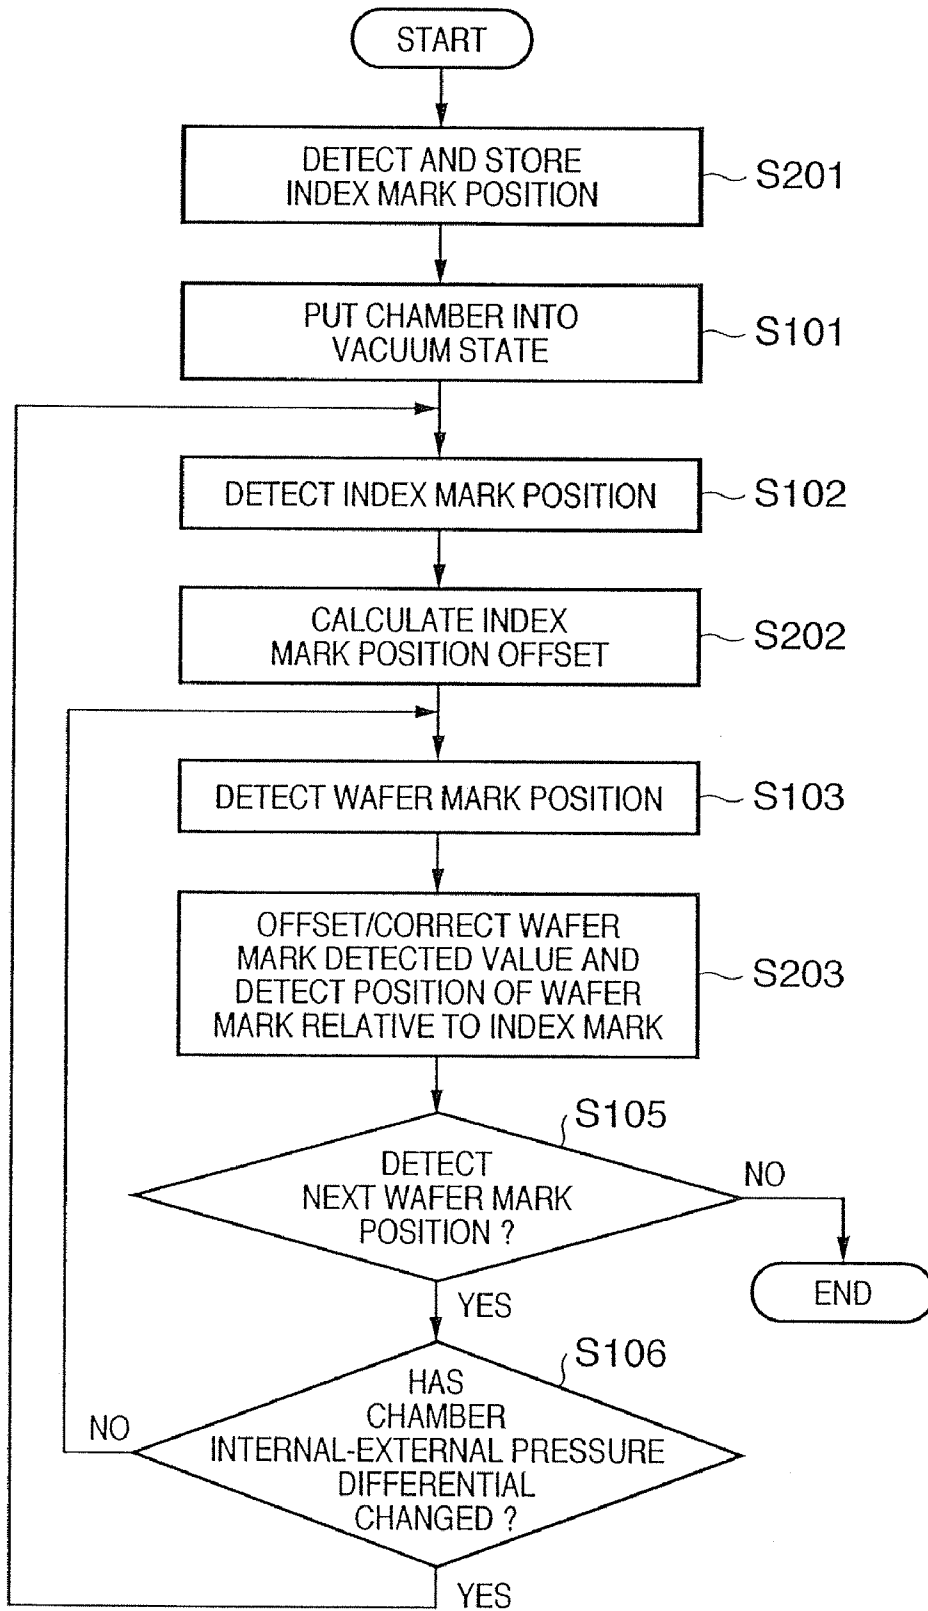 START
DETECT AND STORE
INDEX MARK POSITION
S201
PUT CHAMBER INTO
VACUUM STATE
S101
DETECT INDEX MARK POSITION
S102
CALCULATE INDEX
MARK POSITION OFFSET
S202
DETECT WAFER MARK POSITION
S103
OFFSET/CORRECT WAFER
MARK DETECTED VALUE AND
DETECT POSITION OF WAFER
MARK RELATIVE TO INDEX MARK
S203
S105
DETECT
NEXT WAFER MARK
POSITION ?
NO
END
YES
S106
HAS
CHAMBER
INTERNAL-EXTERNAL PRESSURE
DIFFERENTIAL
CHANGED ?
NO
YES